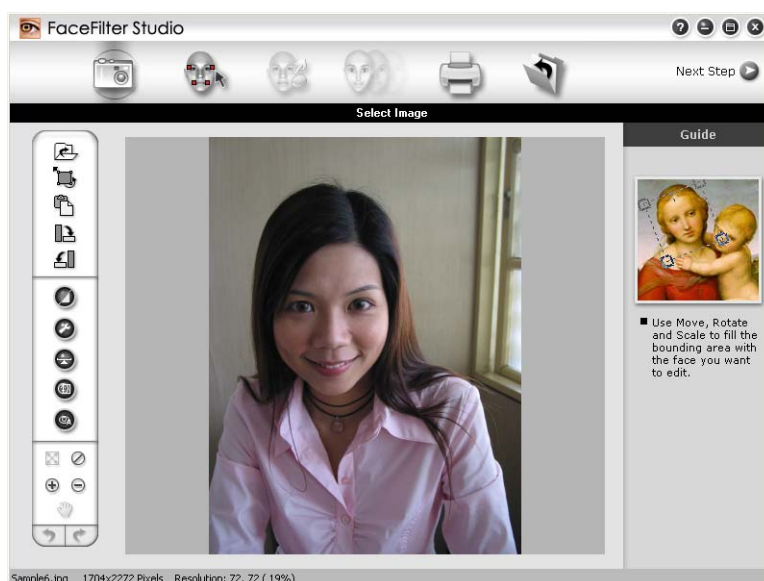 FaceFilter Studio
Next Step
Select Image
Guide
Use Move, Rotate
and Scale to fill the
bounding area with
the face you want
to edit.
Sample6.jpg 1704x2272 Pixels Resolution: 72, 72 ( 19%)